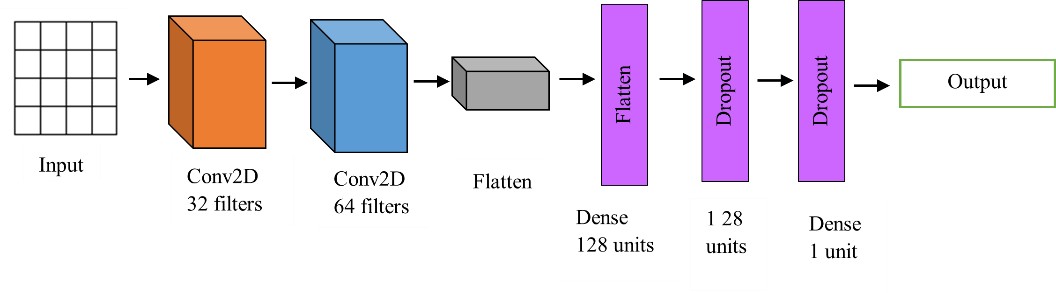 Input
Conv2D
32 filters
Conv2D
64 filters
Flatten
Flatten
Dense
128 units
Dropout
1 28
units
Dropout
Dense
1 unit
Output